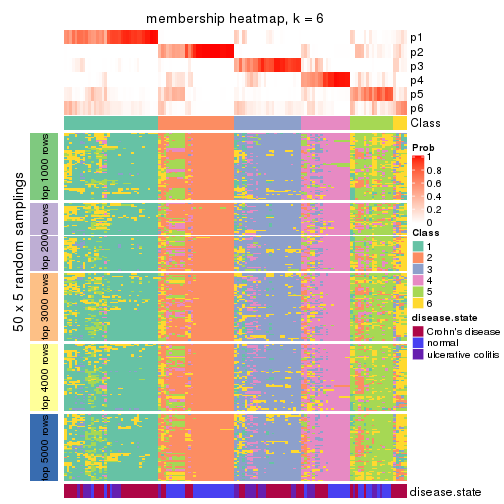 membership heatmap, k = 6
p1
p2
p3
p4
p5
p6
Class
50 x 5 random samplings
top 1000 rows
top 2000 rows
top 3000 rows
top 4000 rows
top 5000 rows
Prob
1
0.8
0.6
0.4
0.2
0
Class
1
2
3
4
5
6
disease.state
Crohn's disease
normal
ulcerative colitis
disease.state